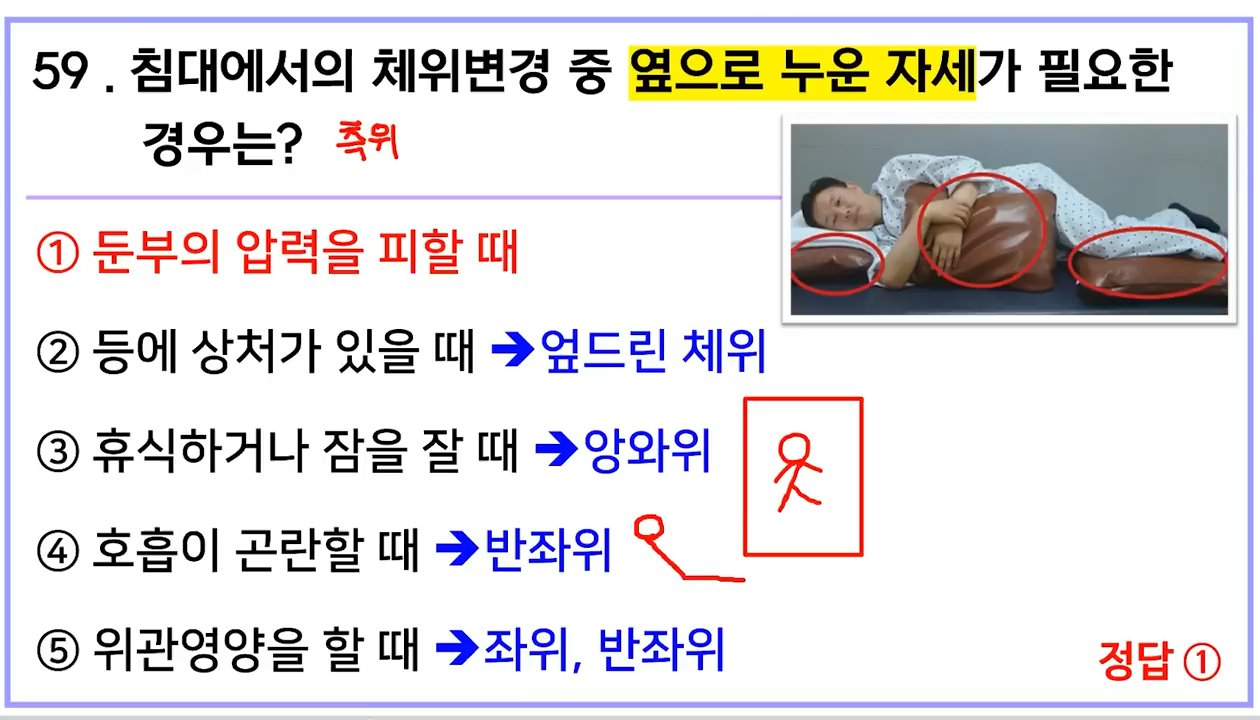 59 . 침대에서의 체위변경 중 옆으로 누운 자세가 필요한
경우는? 측위
① 둔부의 압력을 피할 때
② 등에 상처가 있을 때 ➔엎드린 체위
③ 휴식하거나 잠을 잘 때 ➔앙와위
④ 호흡이 곤란할 때 ➔반좌위
⑤ 위관영양을 할 때 ➔좌위, 반좌위
정답 ①